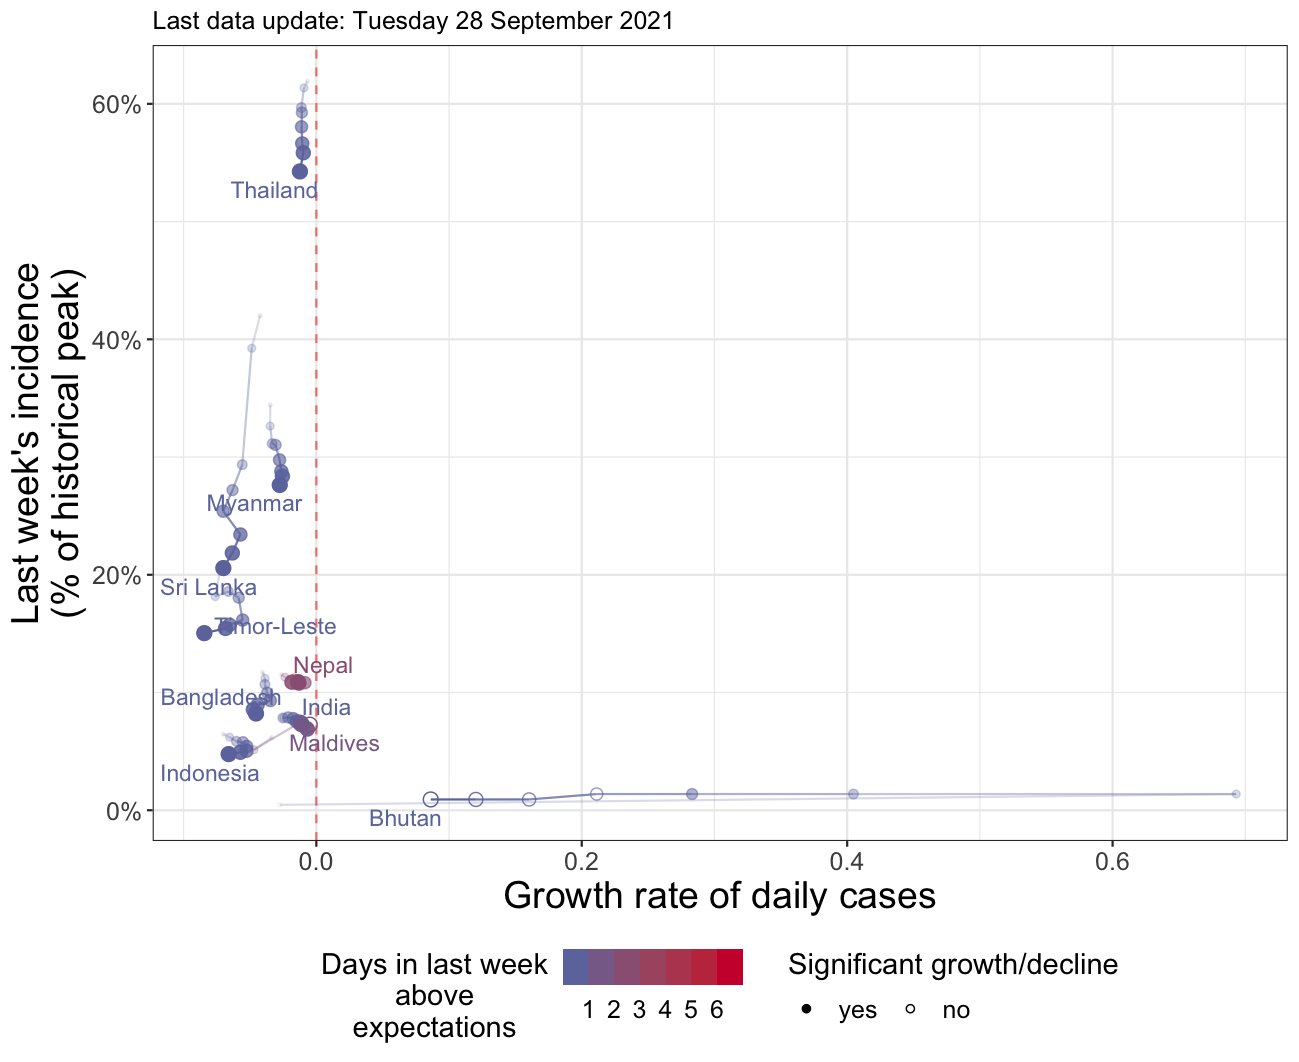 Last data update: Tuesday 28 September 2021
Last week's incidence
(% of historical peak)
60%
40%
20%
0%
Thailand
Myanmar
Sri Lanka
Timor-Leste
Nepal
Bangladesh
India
Maldives
Indonesia
Bhutan
0.0 0.2 0.4 0.6
Growth rate of daily cases
Days in last week
above
expectations
1 2 3 4 5 6
Significant growth/decline
yes no